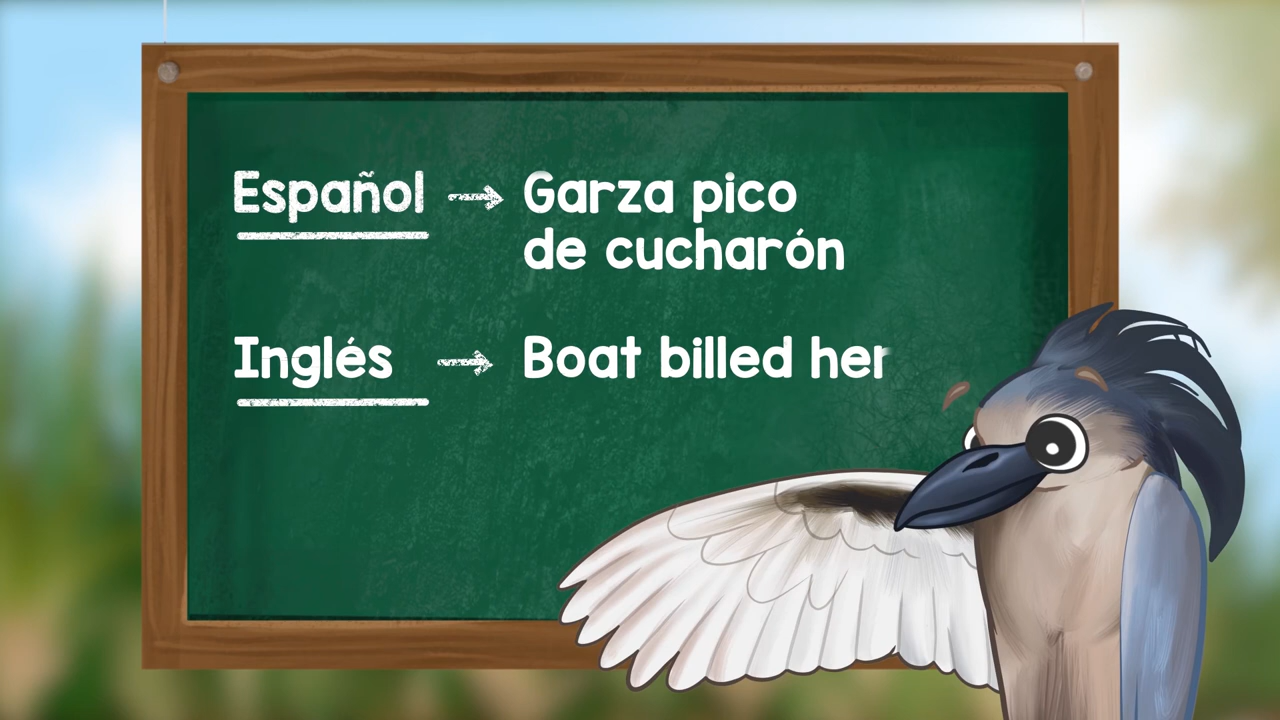 Español → Garza pico
de cucharón
Inglés → Boat billed her